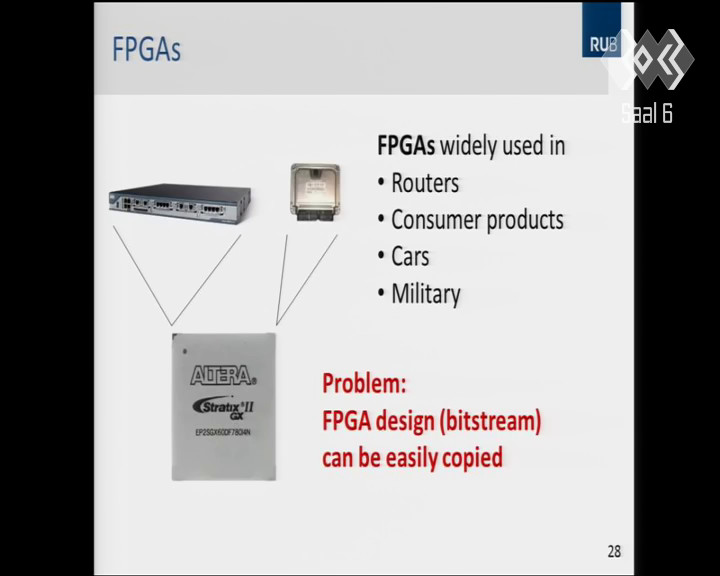 FPGAs
RUB
Saal 6
FPGAs widely used in
• Routers
• Consumer products
• Cars
• Military
ALTERA®
Stratix® II
GX
Problem:
FPGA design (bitstream)
can be easily copied
28